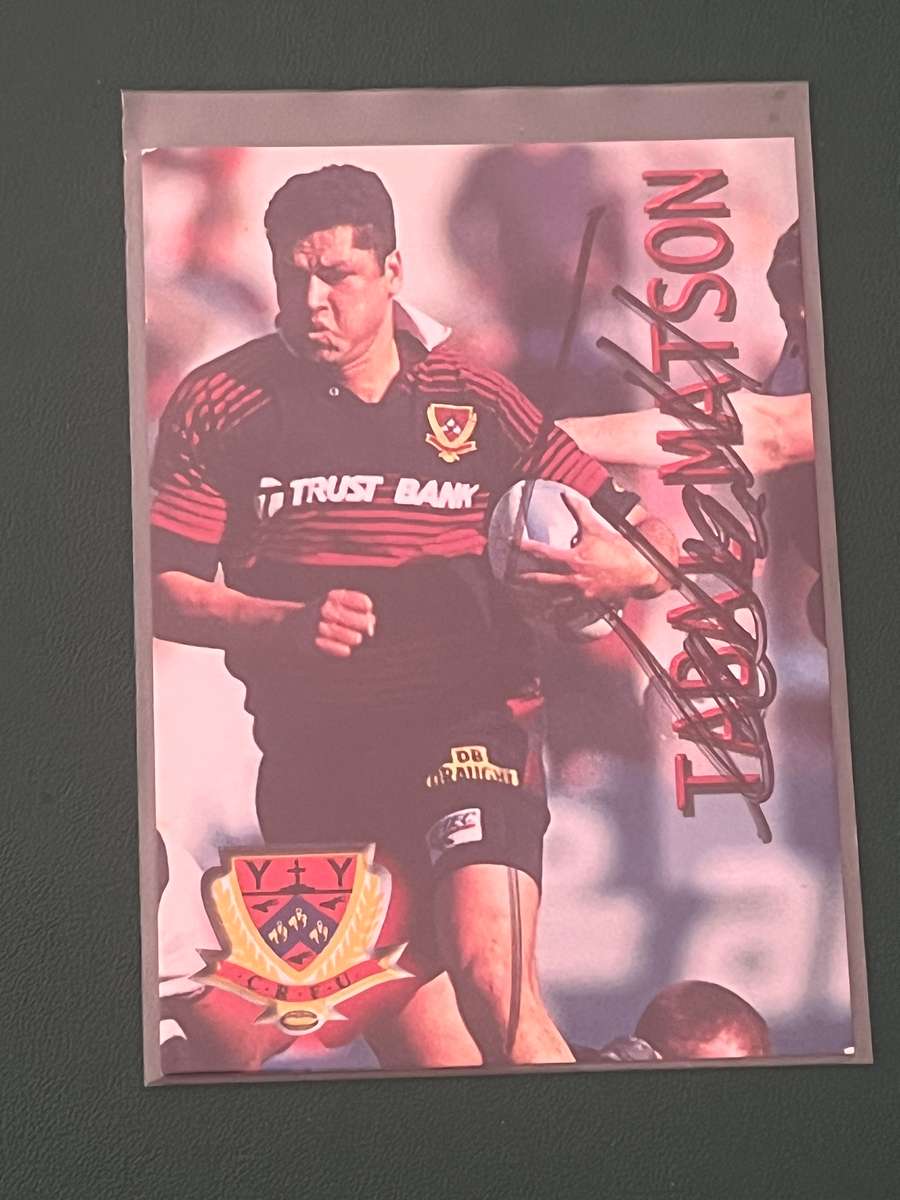 TABAI MATSON
TRUST BANK
DB
DRAUGHT
Y Y
C·R·F·U